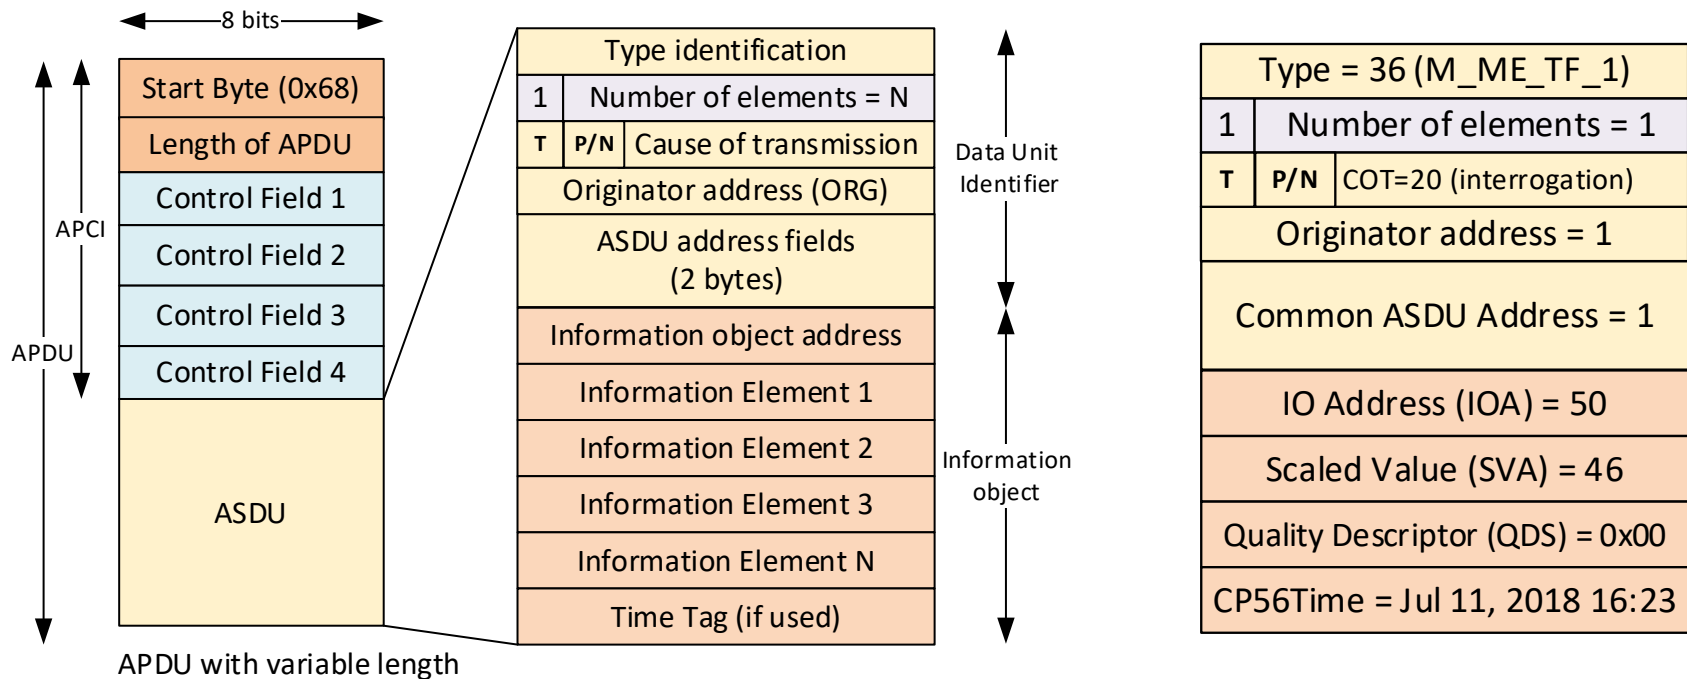 8 bits
Start Byte (0x68)
Length of APDU
Control Field 1
Control Field 2
Control Field 3
Control Field 4
ASDU
APCI
APDU
APDU with variable length
Type identification
1 Number of elements = N
T P/N Cause of transmission
Originator address (ORG)
ASDU address fields
(2 bytes)
Information object address
Information Element 1
Information Element 2
Information Element 3
Information Element N
Time Tag (if used)
Data Unit
Identifier
Information
object
Type = 36 (M_ME_TF_1)
1 Number of elements = 1
T P/N COT=20 (interrogation)
Originator address = 1
Common ASDU Address = 1
IO Address (IOA) = 50
Scaled Value (SVA) = 46
Quality Descriptor (QDS) = 0x00
CP56Time = Jul 11, 2018 16:23